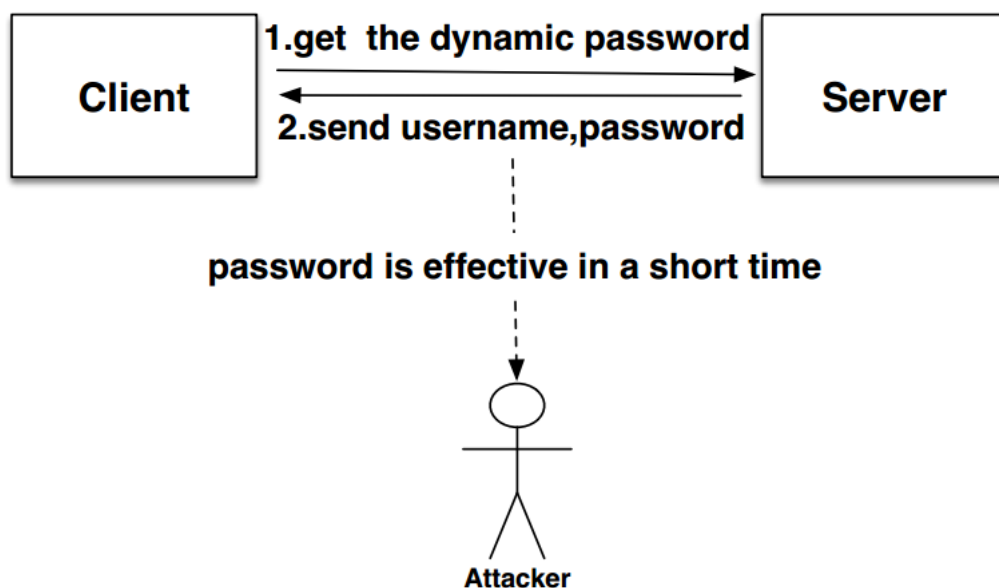 1.get the dynamic password
Client
Server
2.send username,password
password is effective in a short time
Attacker